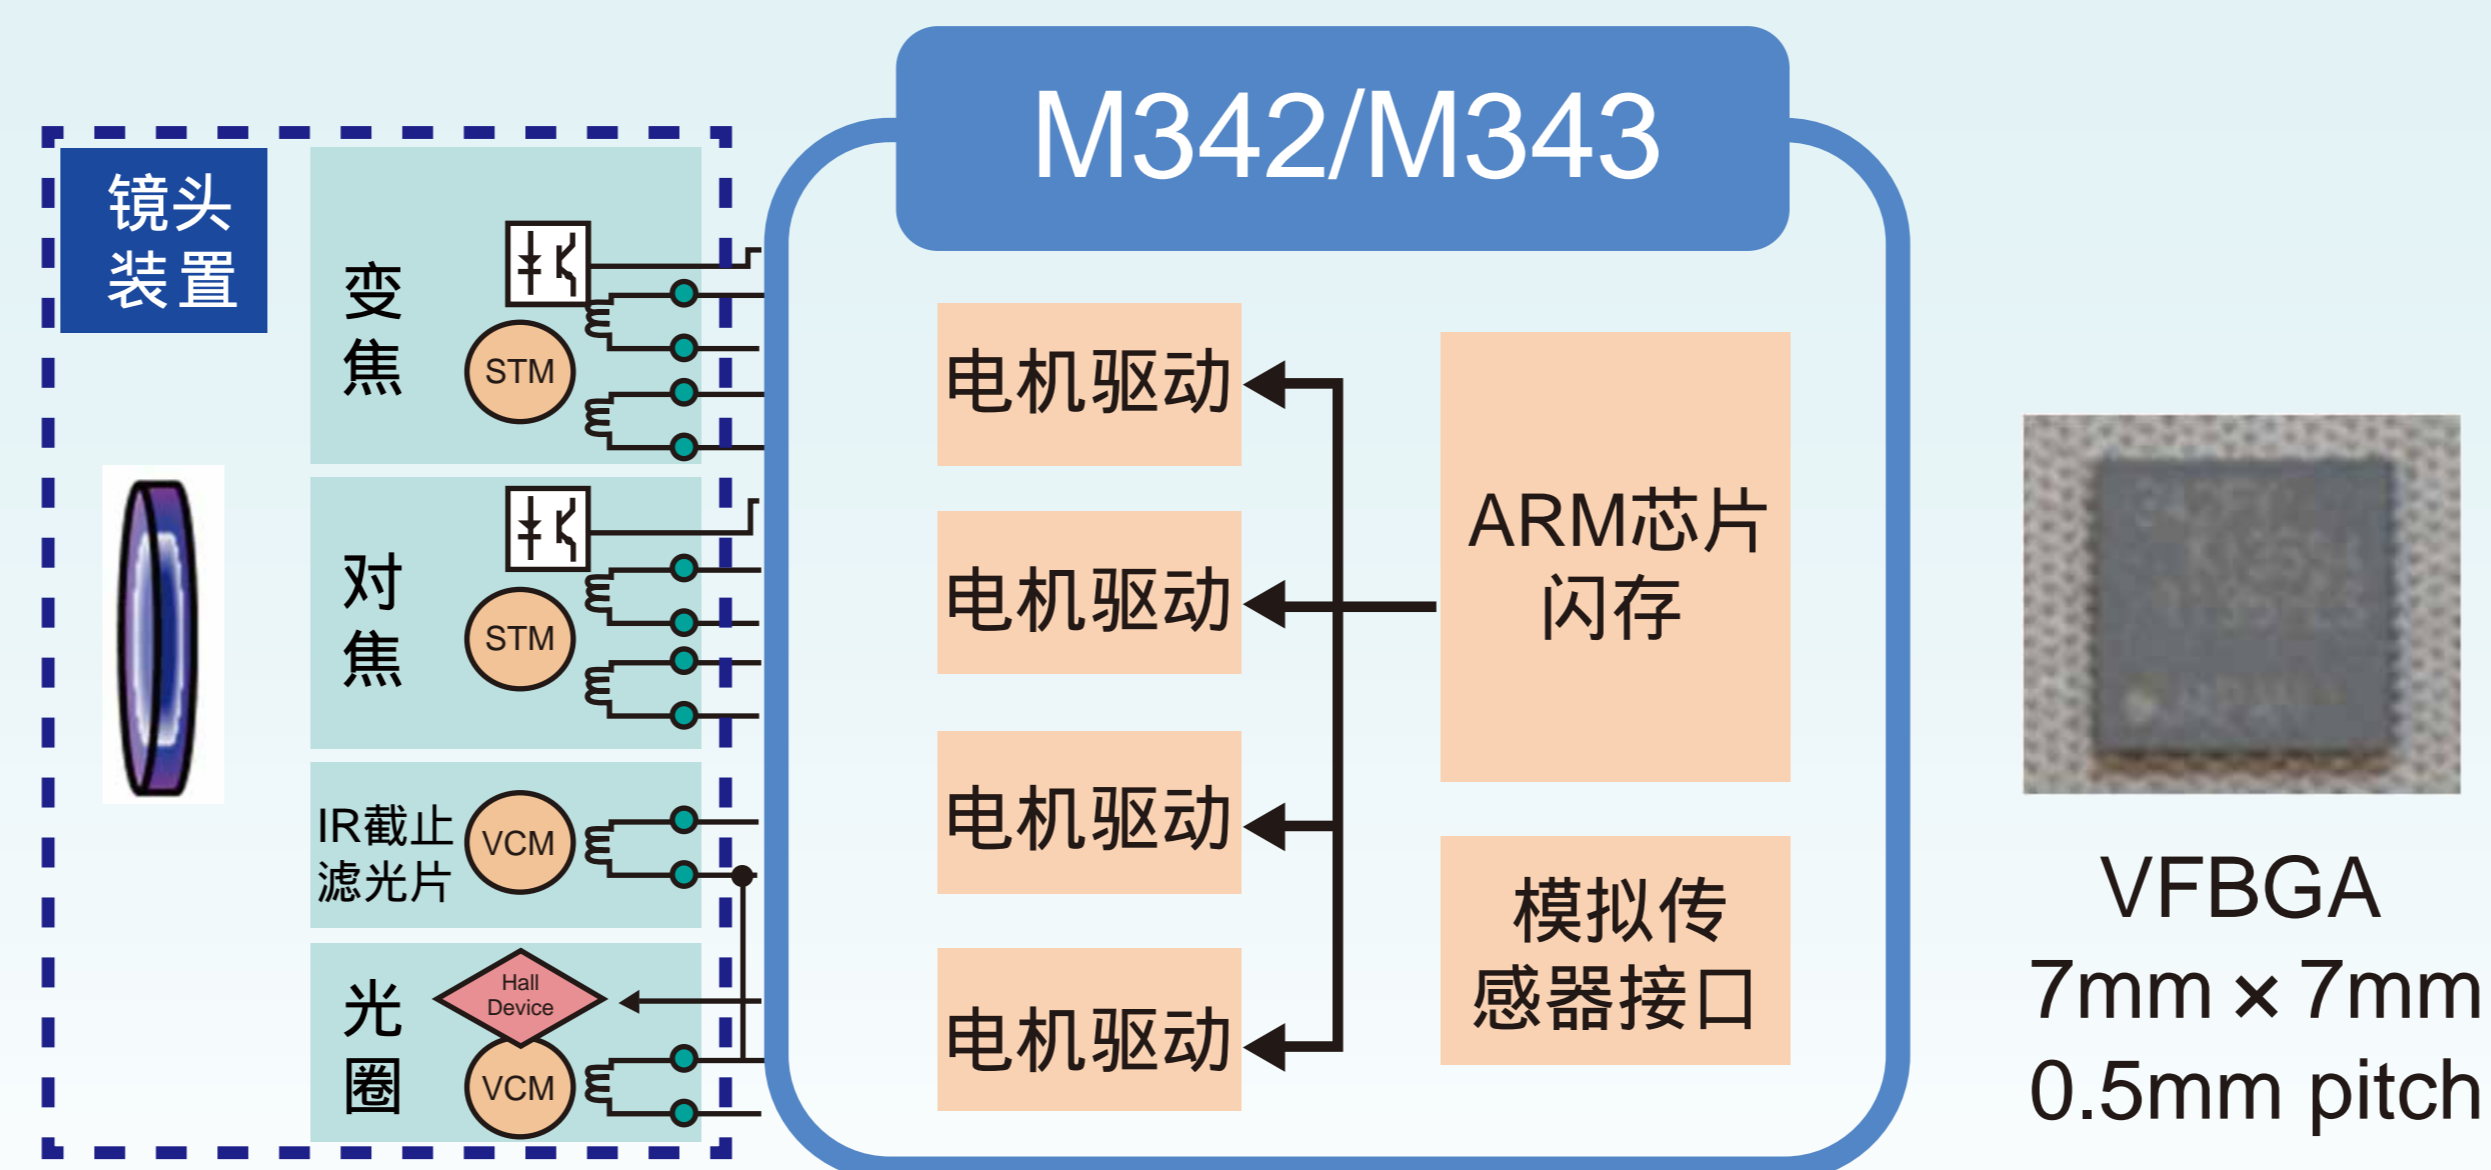 M342/M343
镜头
装置
变
焦
STM
对
焦
STM
IR截止
滤光片
VCM
光
圈
Hall
Device
VCM
电机驱动
电机驱动
电机驱动
电机驱动
ARM芯片
闪存
模拟传
感器接口
VFBGA
7mm×7mm
0.5mm pitch